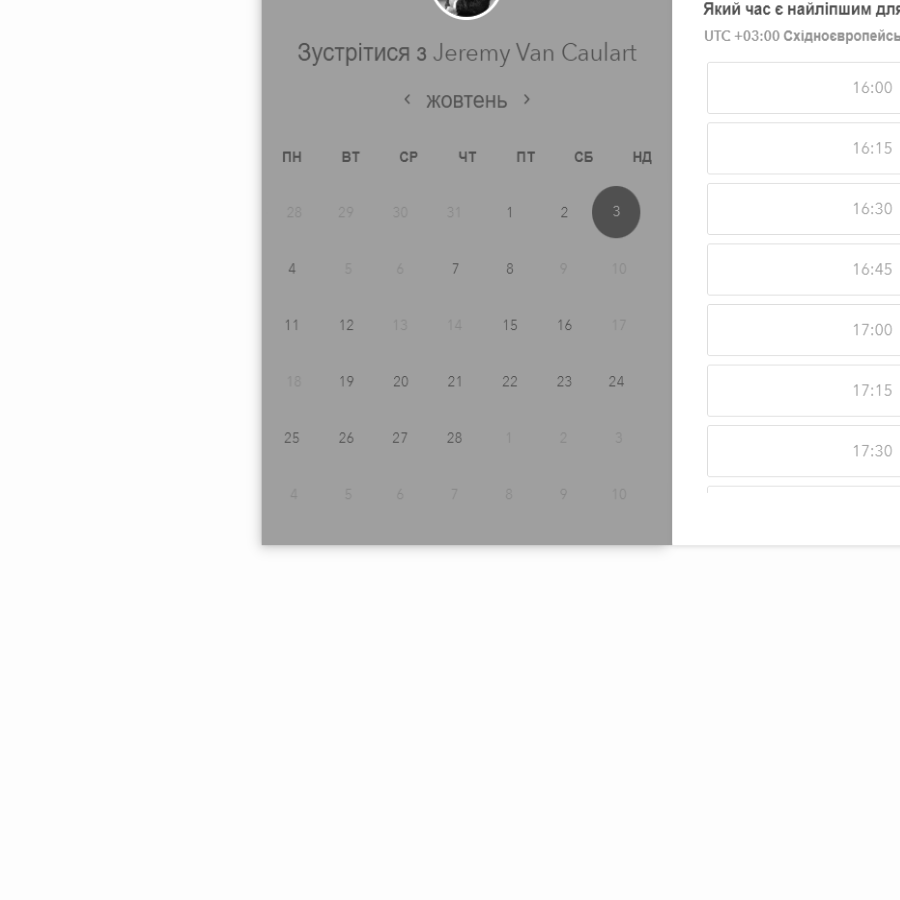 Зустрітися з Jeremy Van Caulart
‹ жовтень ›
ПН ВТ СР ЧТ ПТ СБ НД
28 29 30 31 1 2 3
4 5 6 7 8 9 10
11 12 13 14 15 16 17
18 19 20 21 22 23 24
25 26 27 28 1 2 3
4 5 6 7 8 9 10
Який час є найліпшим для
UTC +03:00
16:00
16:15
16:30
16:45
17:00
17:15
17:30